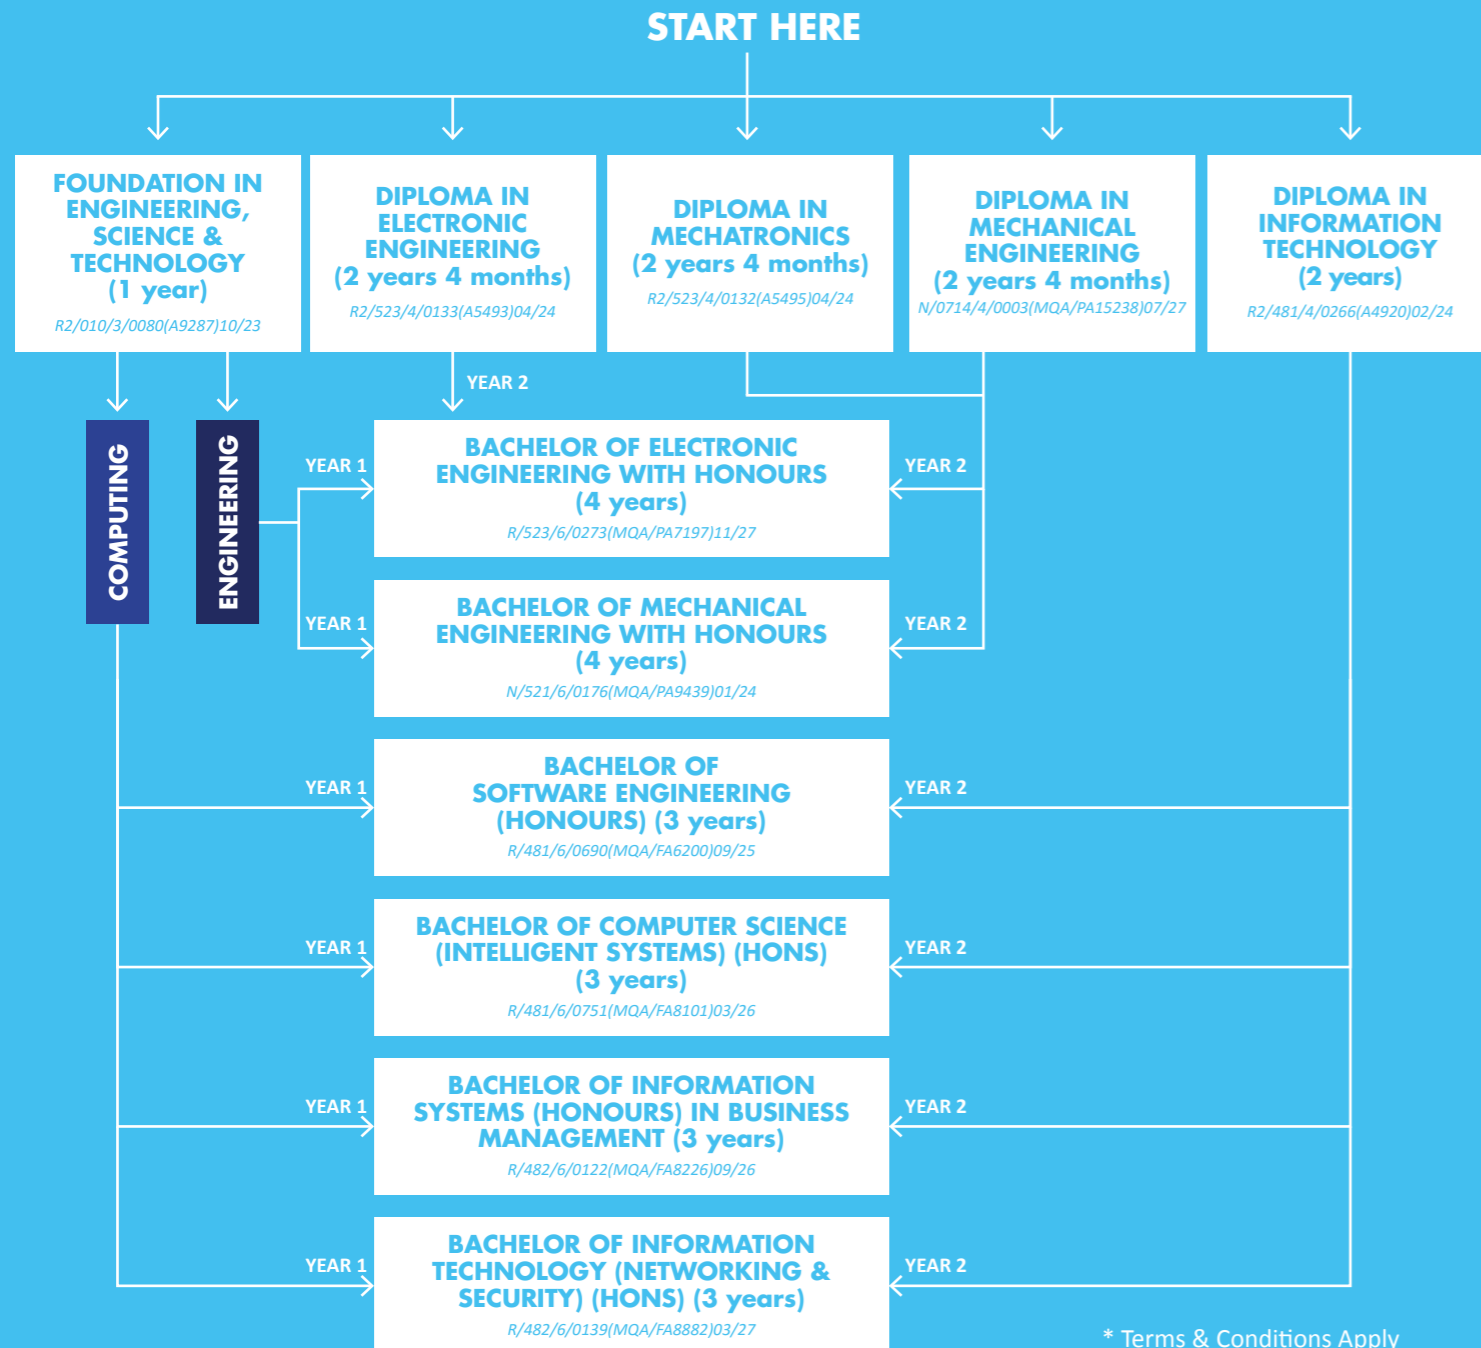 START HERE
FOUNDATION IN
ENGINEERING,
SCIENCE &
TECHNOLOGY
(1 year)
R2/010/3/0080(A9287)10/23
DIPLOMA IN
ELECTRONIC
ENGINEERING
(2 years 4 months)
R2/523/4/0133(A5493)04/24
DIPLOMA IN
MECHATRONICS
(2 years 4 months)
R2/523/4/0132(A5495)04/24
DIPLOMA IN
MECHANICAL
ENGINEERING
(2 years 4 months)
N/0714/4/0003(MQA/PA15238)07/27
DIPLOMA IN
INFORMATION
TECHNOLOGY
(2 years)
R2/481/4/0266(A4920)02/24
YEAR 2
COMPUTING
ENGINEERING
YEAR 1
BACHELOR OF ELECTRONIC
ENGINEERING WITH HONOURS
(4 years)
R/523/6/0273(MQA/PA7197)11/27
YEAR 2
YEAR 1
BACHELOR OF MECHANICAL
ENGINEERING WITH HONOURS
(4 years)
N/521/6/0176(MQA/PA9439)01/24
YEAR 2
YEAR 1
BACHELOR OF
SOFTWARE ENGINEERING
(HONOURS) (3 years)
R/481/6/0690(MQA/FA6200)09/25
YEAR 2
YEAR 1
BACHELOR OF COMPUTER SCIENCE
(INTELLIGENT SYSTEMS) (HONS)
(3 years)
R/481/6/0751(MQA/FA8101)03/26
YEAR 2
YEAR 1
BACHELOR OF INFORMATION
SYSTEMS (HONOURS) IN BUSINESS
MANAGEMENT (3 years)
R/482/6/0122(MQA/FA8226)09/26
YEAR 2
YEAR 1
BACHELOR OF INFORMATION
TECHNOLOGY (NETWORKING &
SECURITY) (HONS) (3 years)
R/482/6/0139(MQA/FA8882)03/27
YEAR 2
* Terms & Conditions Apply